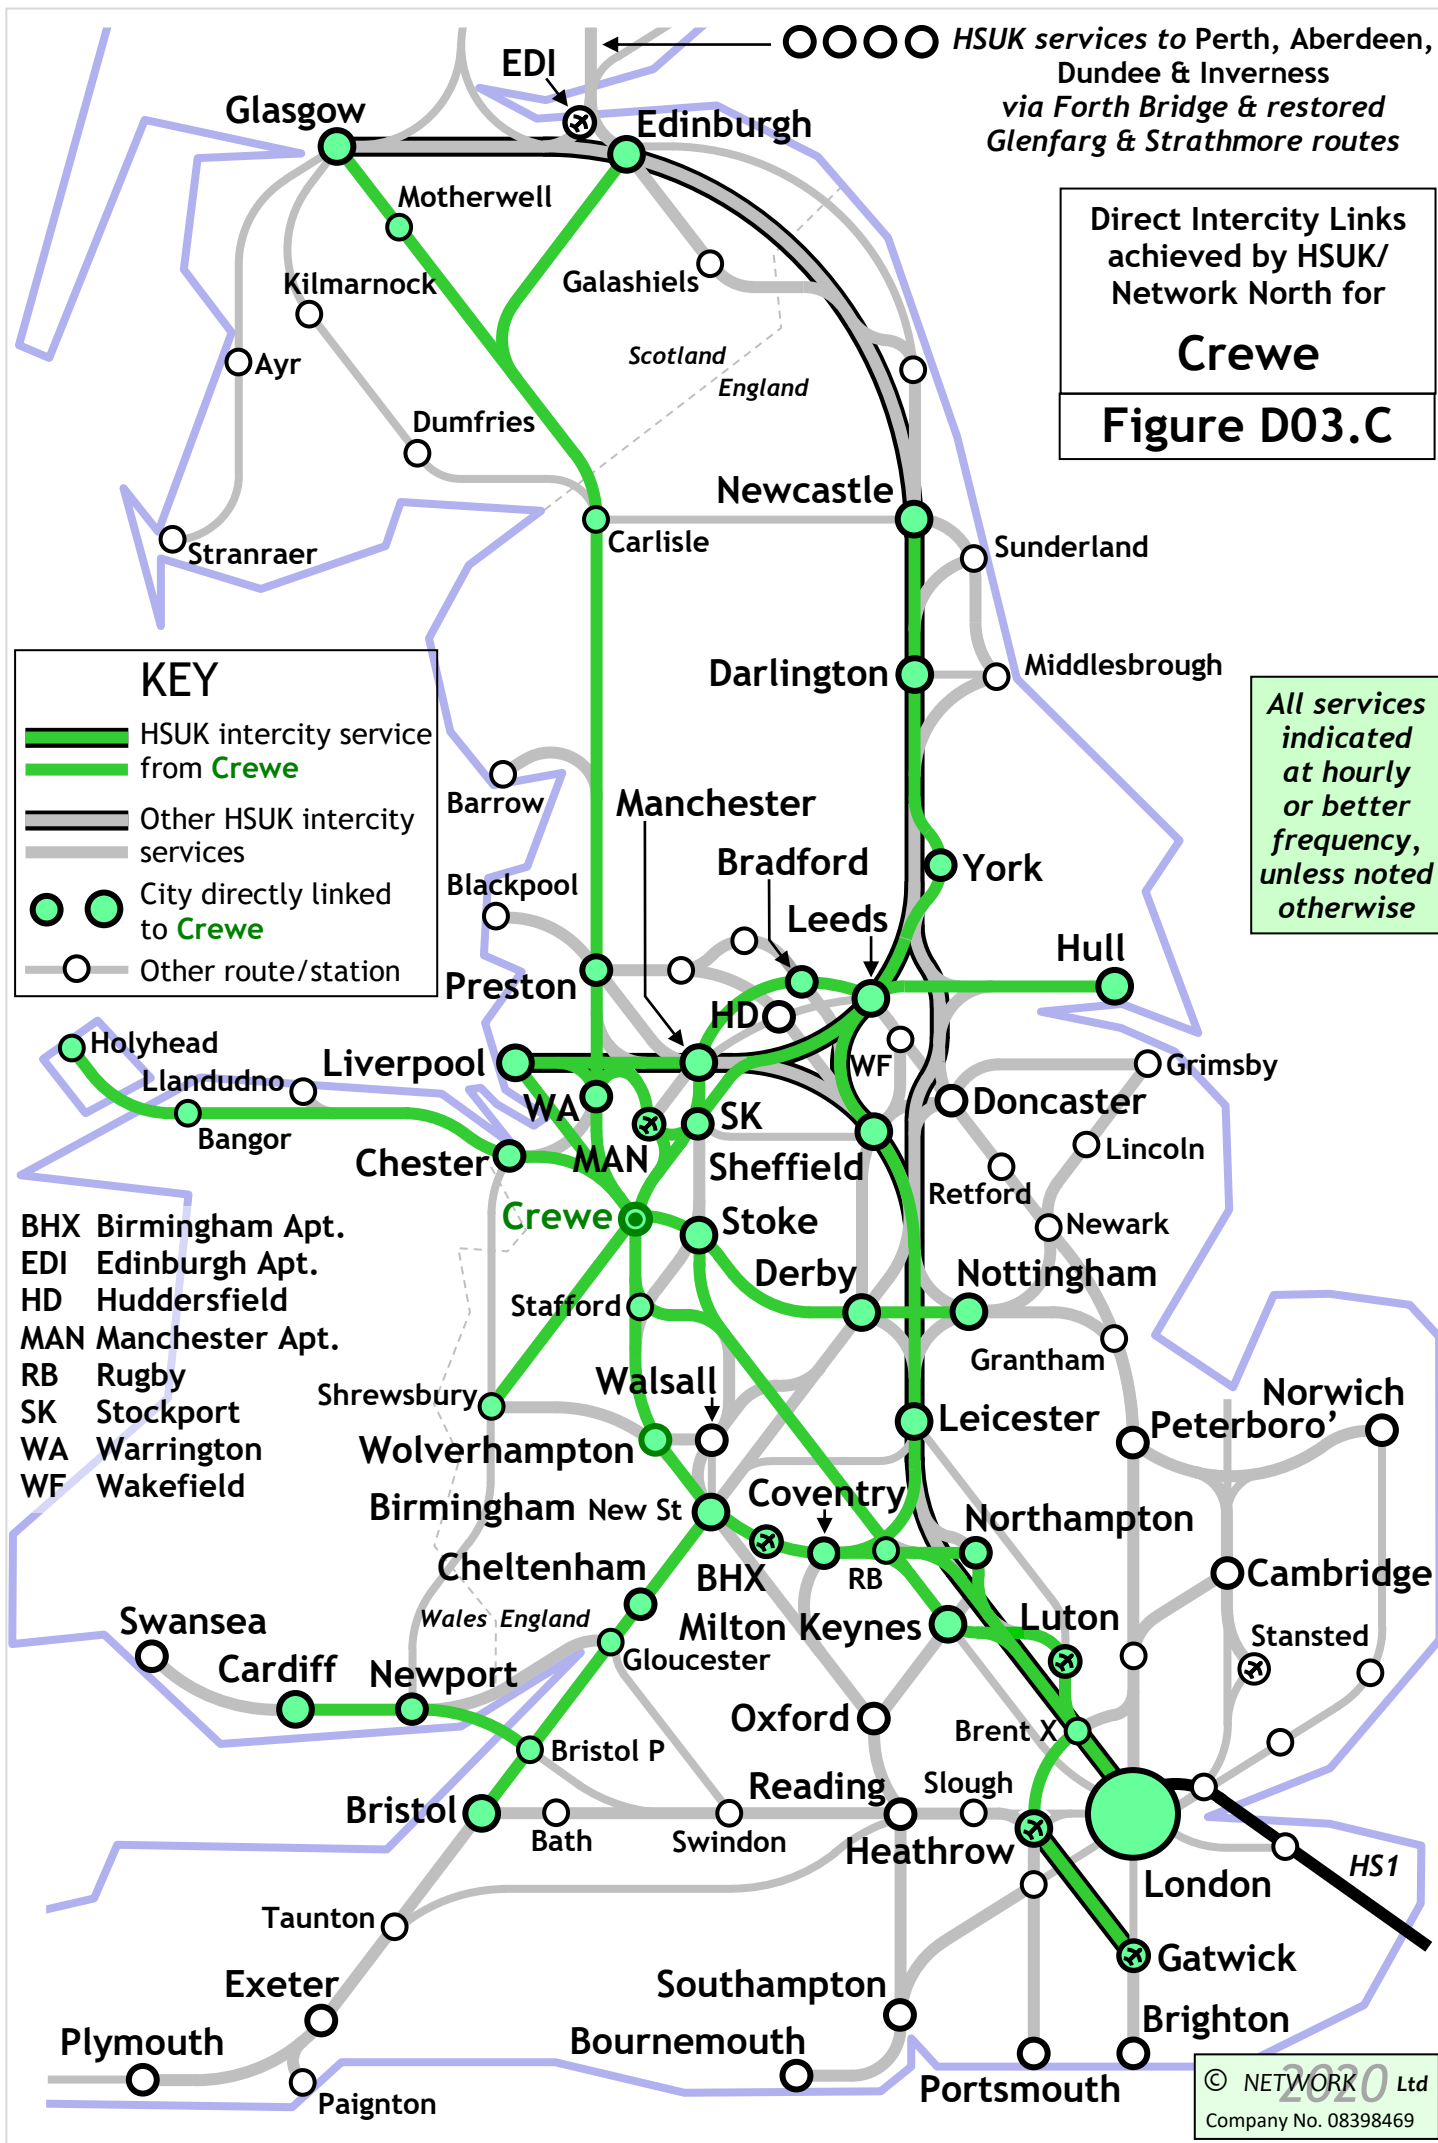 HSUK services to Perth, Aberdeen,
Dundee & Inverness
via Forth Bridge & restored
Glenfarg & Strathmore routes
EDI
Glasgow
Edinburgh
Motherwell
Direct Intercity Links
achieved by HSUK/
Network North for
Crewe
Figure D03.C
Kilmarnock
Galashiels
Scotland
England
Ayr
Dumfries
Newcastle
Carlisle
Stranraer
Sunderland
KEY
HSUK intercity service
from Crewe
Other HSUK intercity
services
City directly linked
to Crewe
Other route/station
Darlington
Middlesbrough
All services
indicated
at hourly
or better
frequency,
unless noted
otherwise
Barrow
Manchester
Bradford
York
Blackpool
Leeds
Hull
Preston
HD
Holyhead
Liverpool
WF
Grimsby
Llandudno
WA
SK
Doncaster
Bangor
Chester
MAN
Sheffield
Lincoln
Retford
Crewe
Stoke
Newark
BHX Birmingham Apt.
EDI Edinburgh Apt.
HD Huddersfield
MAN Manchester Apt.
RB Rugby
SK Stockport
WA Warrington
WF Wakefield
Derby
Nottingham
Stafford
Grantham
Shrewsbury
Walsall
Norwich
Leicester
Peterboro'
Wolverhampton
Birmingham New St
Coventry
Northampton
Cheltenham
BHX
RB
Cambridge
Wales England
Swansea
Milton Keynes
Luton
Stansted
Cardiff
Newport
Gloucester
Oxford
Brent X
Bristol P
Reading
Slough
Bristol
Bath
Swindon
Heathrow
HS1
London
Taunton
Gatwick
Exeter
Southampton
Brighton
Plymouth
Bournemouth
Portsmouth
Paignton
© NETWORK 2020 Ltd
Company No. 08398469